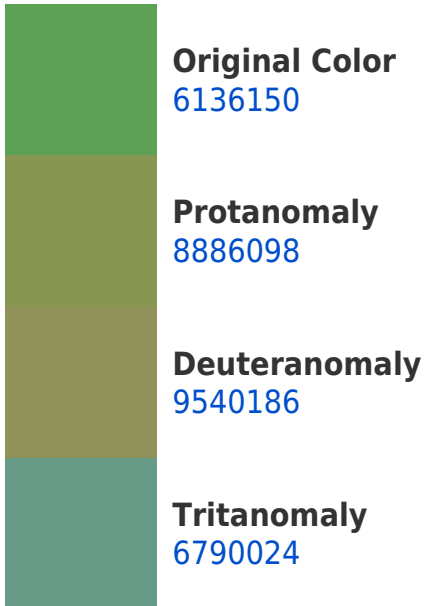 Original Color
6136150
Protanomaly
8886098
Deuteranomaly
9540186
Tritanomaly
6790024